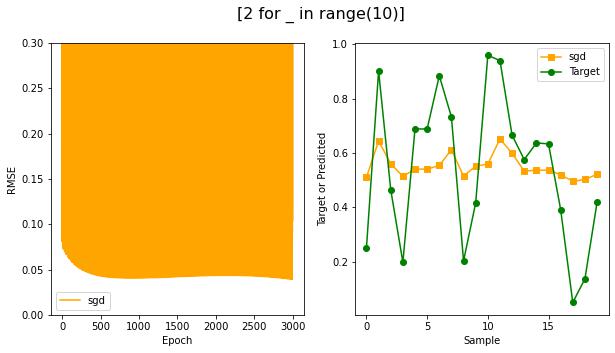 [2 for _ in range(10)]
0.30
0.25
0.20
0.15
0.10
0.05
0.00
RMSE
sgd
0
500
1000
1500
2000
2500
3000
Epoch
1.0
0.8
0.6
0.4
0.2
Target or Predicted
sgd
Target
0
5
10
15
Sample